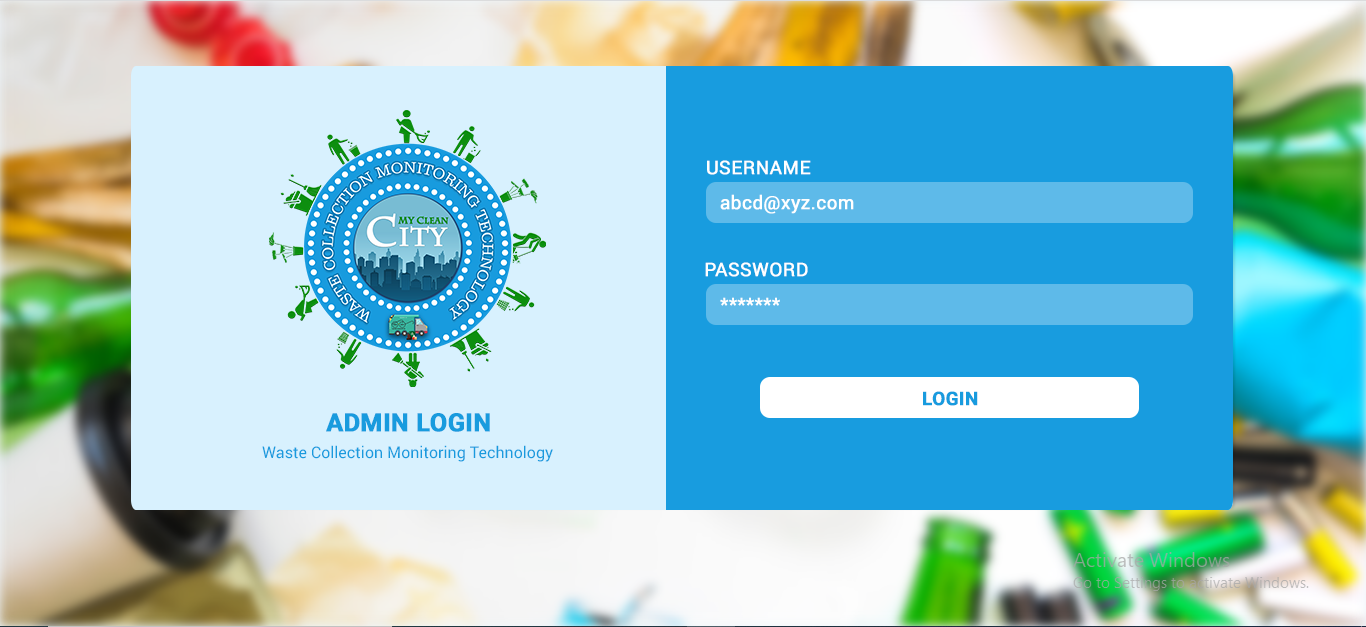 WASTE COLLECTION MONITORING TECHNOLOGY
MY CLEAN
CITY
ADMIN LOGIN
Waste Collection Monitoring Technology
USERNAME
abcd@xyz.com
PASSWORD
*******
LOGIN
Activate Windows
Go to Settings to activate Windows.